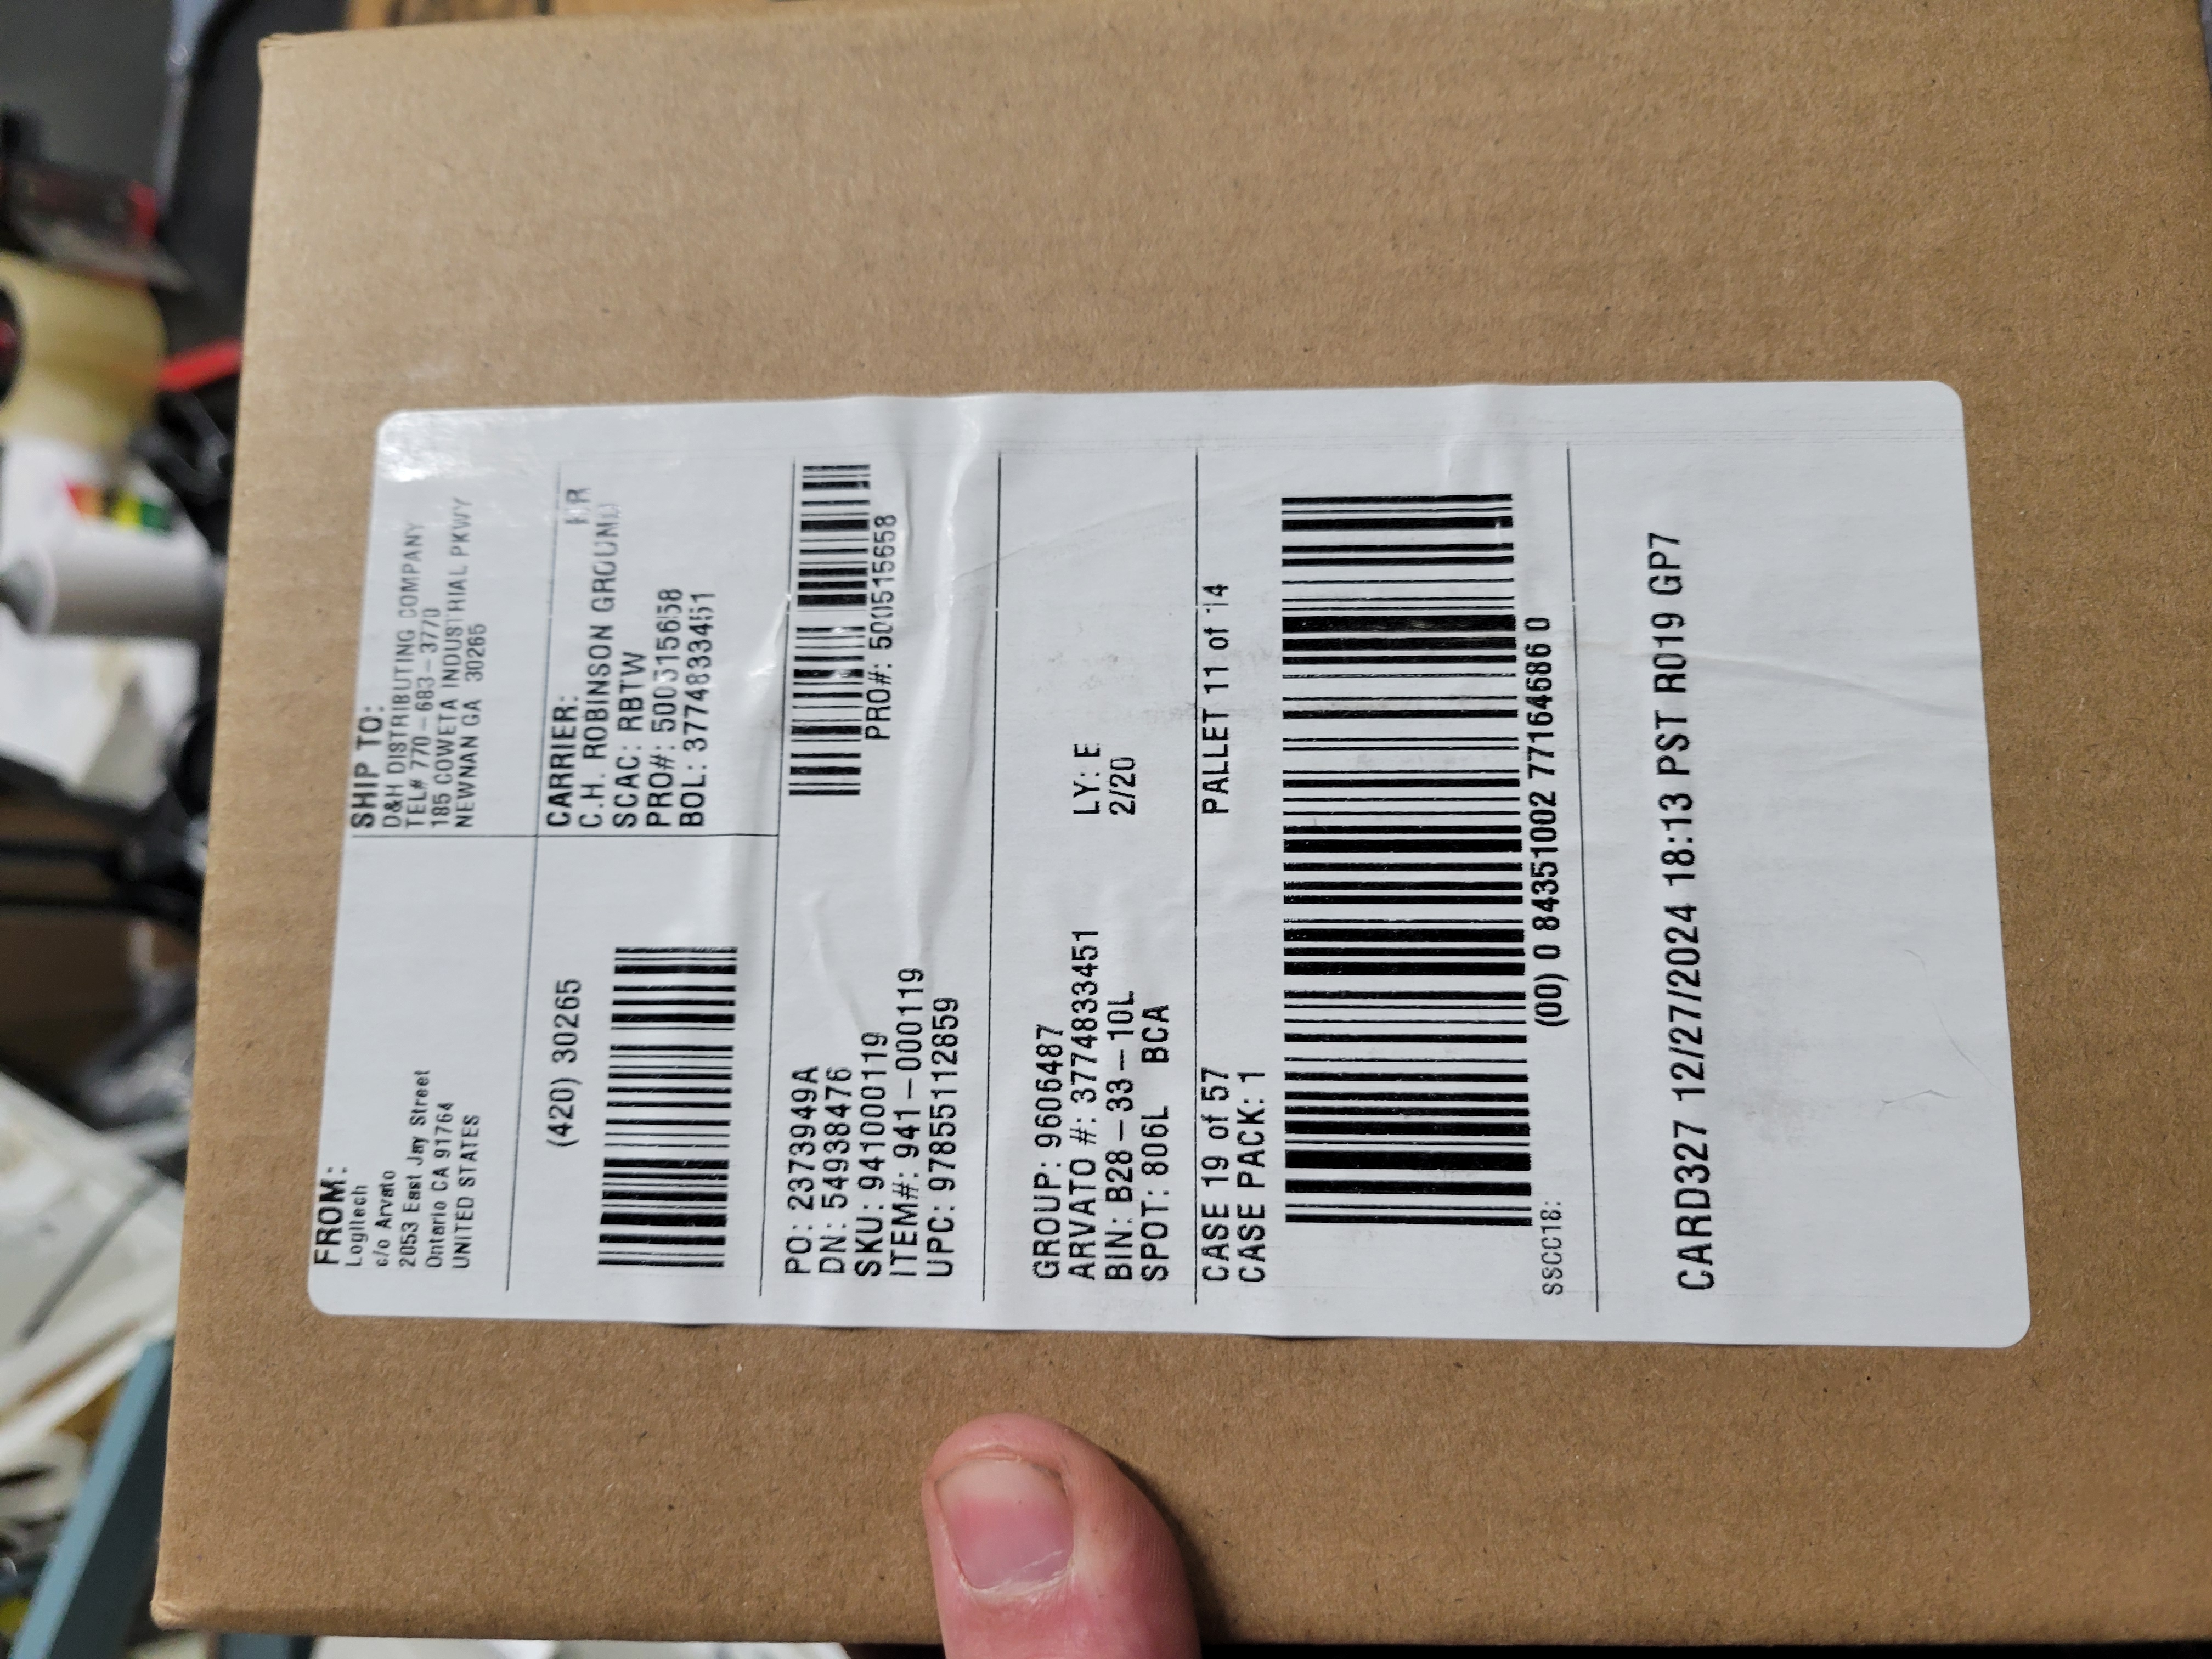 FROM:
Logitech
c/o Arvato
2053 East Jay Street
Ontario CA 91764
UNITED STATES
SHIP TO:
D&H DISTRIBUTING COMPANY
TEL# 770-683-3770
185 COWETA INDUSTRIAL PKWY
NEWNAN GA 30265
(420) 30265
CARRIER:
C.H. ROBINSON GROUND
SCAC: RBTW
PRO#: 500515658
BOL: 3774833451
PO: 2373949A
DN: 54938476
SKU: 941000119
ITEM#: 941-000119
UPC: 97855112859
PRO#: 500515658
GROUP: 9606487
ARVATO #: 3774833451
BIN: B28-33-10L
SPOT: 806L BCA
LY: E
2/20
CASE 19 of 57
CASE PACK: 1
PALLET 11 of 14
SSCC18:
(00) 0 84351002 77164686 0
CARD327 12/27/2024 18:13 PST R019 GP7